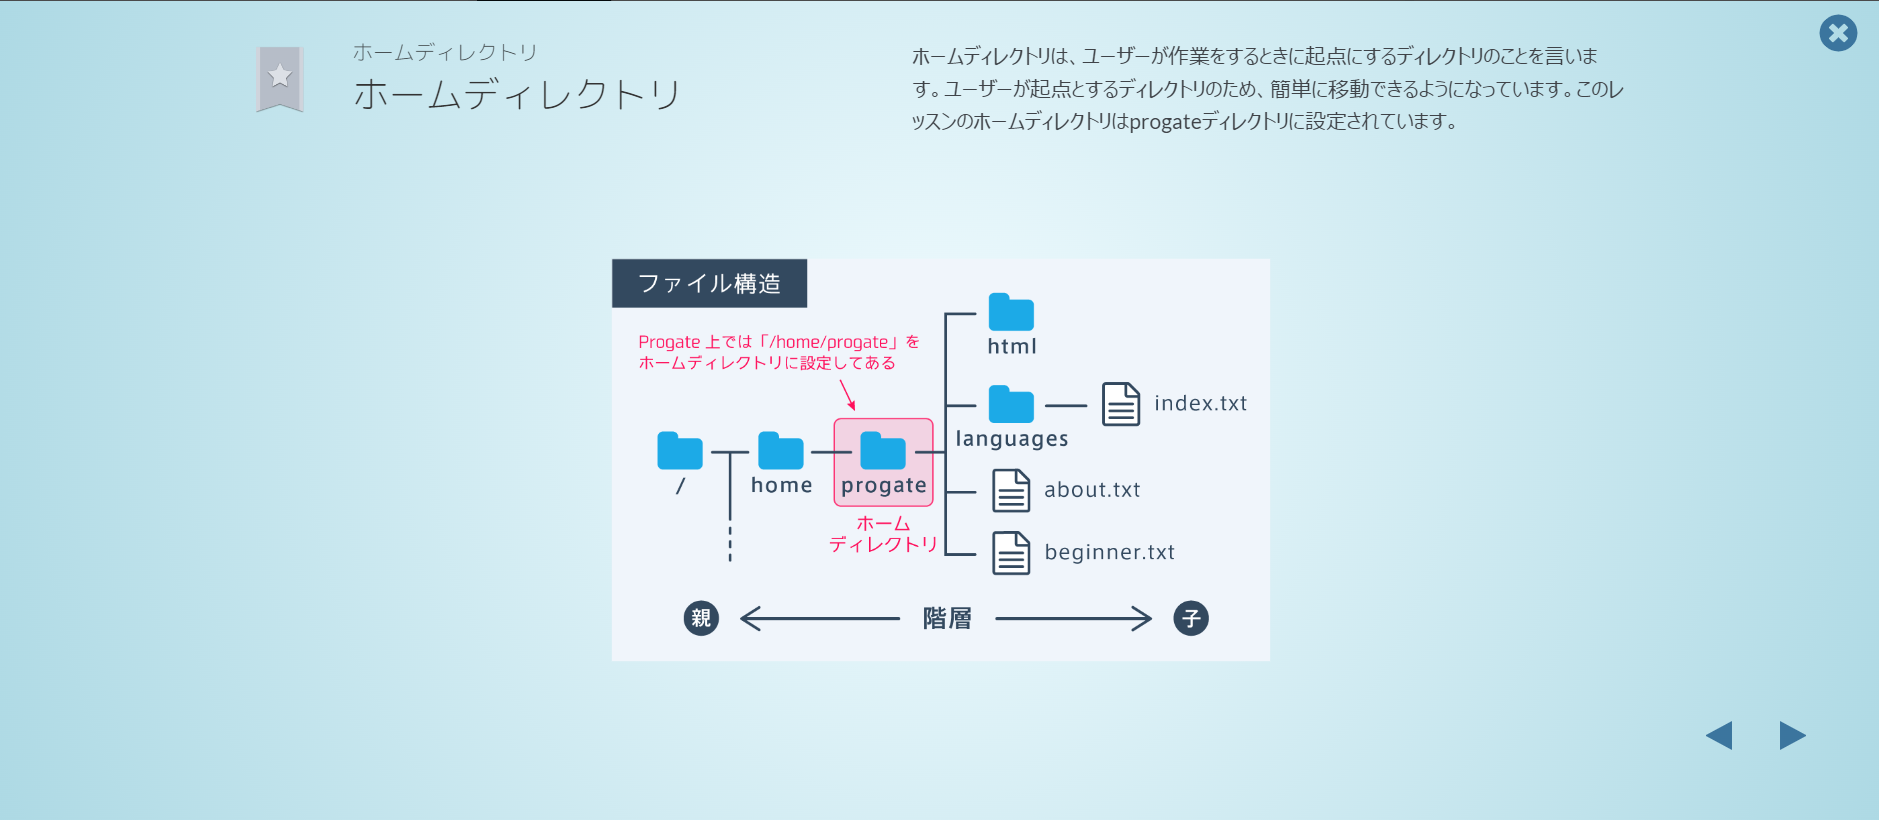 ホームディレクトリ
ホームディレクトリ
ホームディレクトリは、ユーザーが作業をするときに起点にするディレクトリのことを言いま
す。ユーザーが起点とするディレクトリのため、簡単に移動できるようになっています。このレ
ッスンのホームディレクトリはprogateディレクトリに設定されています。
ファイル構造
Progate 上では「/home/progate」を
ホームディレクトリに設定してある
html
index.txt
languages
/
home
progate
about.txt
ホーム
ディレクトリ
beginner.txt
親
階層
子